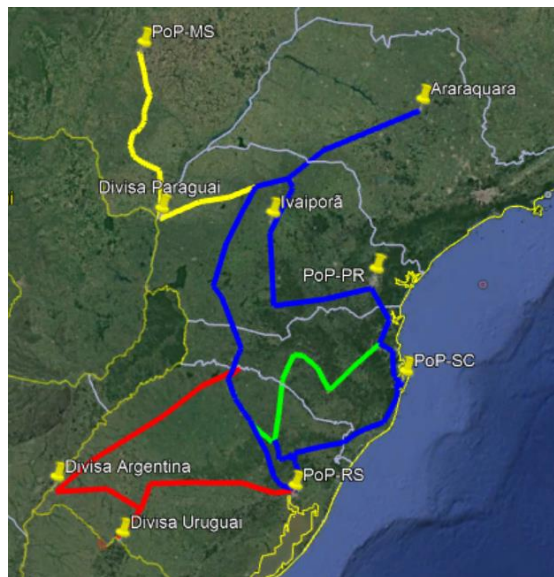 PoP-MS
Araraquara
Divisa Paraguai
Ivaiporã
PoP-PR
PoP-SC
Divisa Argentina
PoP-RS
Divisa Uruguai